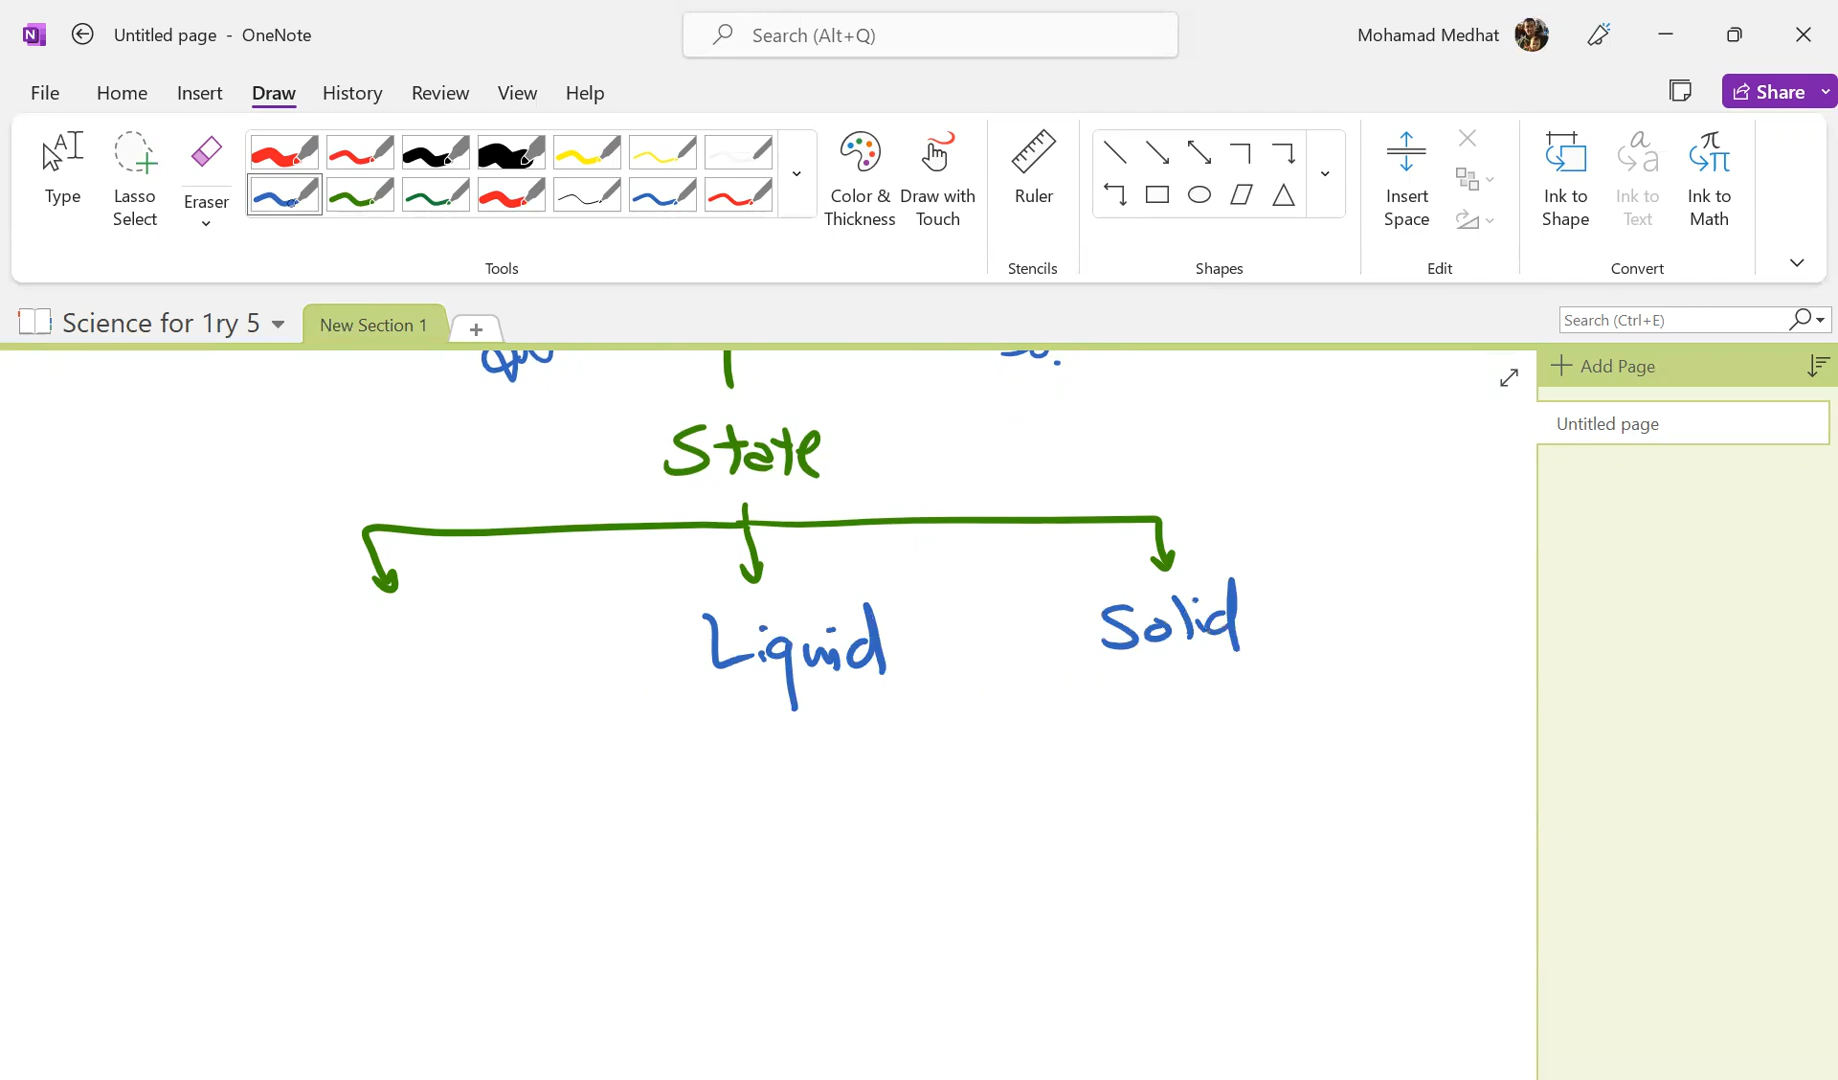 Untitled page - OneNote
Search (Alt+Q)
Mohamad Medhat
File Home Insert Draw History Review View Help
Share
Type
Lasso Select
Eraser
Color & Thickness
Draw with Touch
Ruler
Insert Space
Ink to Shape
Ink to Text
Ink to Math
Tools
Stencils
Shapes
Edit
Convert
Science for 1ry 5
New Section 1
Search (Ctrl+E)
Add Page
Untitled page
State
Liquid
Solid